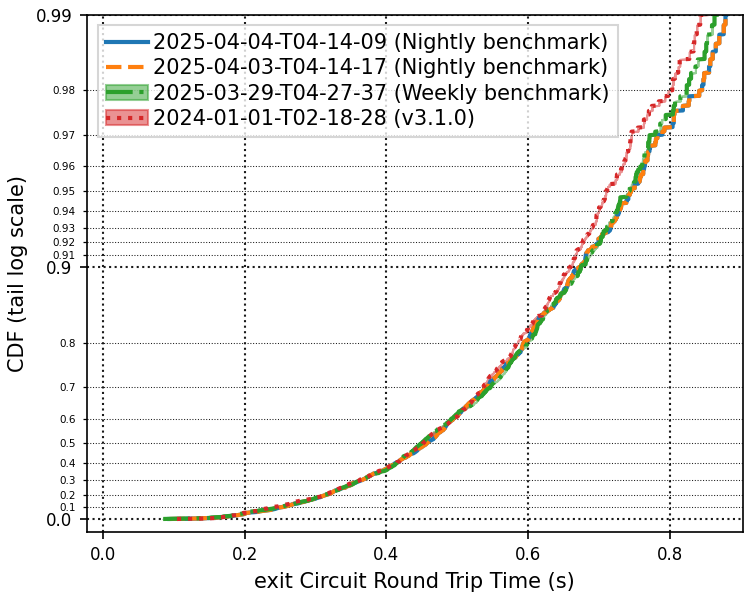 0.99
2025-04-04-T04-14-09 (Nightly benchmark)
2025-04-03-T04-14-17 (Nightly benchmark)
2025-03-29-T04-27-37 (Weekly benchmark)
2024-01-01-T02-18-28 (v3.1.0)
0.98
0.97
0.96
0.95
0.94
0.93
0.92
0.91
0.9
0.8
0.7
0.6
0.5
0.4
0.3
0.2
0.1
0.0
CDF (tail log scale)
0.0 0.2 0.4 0.6 0.8
exit Circuit Round Trip Time (s)